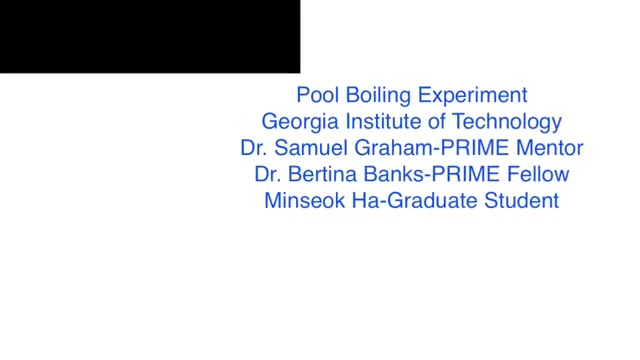 Pool Boiling Experiment
Georgia Institute of Technology
Dr. Samuel Graham-PRIME Mentor
Dr. Bertina Banks-PRIME Fellow
Minseok Ha-Graduate Student